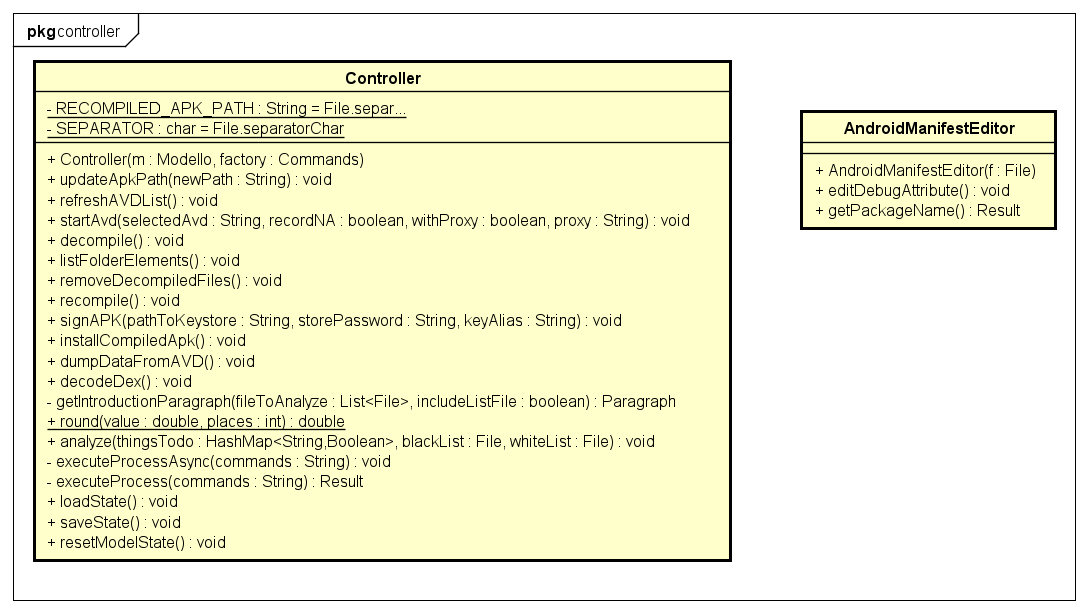 pkg controller
Controller
- RECOMPILED_APK_PATH : String = File.separ...
- SEPARATOR : char = File.separatorChar
+ Controller(m : Modello, factory : Commands)
+ updateApkPath(newPath : String) : void
+ refreshAVDList() : void
+ startAvd(selectedAvd : String, recordNA : boolean, withProxy : boolean, proxy : String) : void
+ decompile() : void
+ listFolderElements() : void
+ removeDecompiledFiles() : void
+ recompile() : void
+ signAPK(pathToKeystore : String, storePassword : String, keyAlias : String) : void
+ installCompiledApk() : void
+ dumpDataFromAVD() : void
+ decodeDex() : void
- getIntroductionParagraph(fileToAnalyze : List<File>, includeListFile : boolean) : Paragraph
+ round(value : double, places : int) : double
+ analyze(thingsTodo : HashMap<String,Boolean>, blackList : File, whiteList : File) : void
- executeProcessAsync(commands : String) : void
- executeProcess(commands : String) : Result
+ loadState() : void
+ saveState() : void
+ resetModelState() : void
AndroidManifestEditor
+ AndroidManifestEditor(f : File)
+ editDebugAttribute() : void
+ getPackageName() : Result